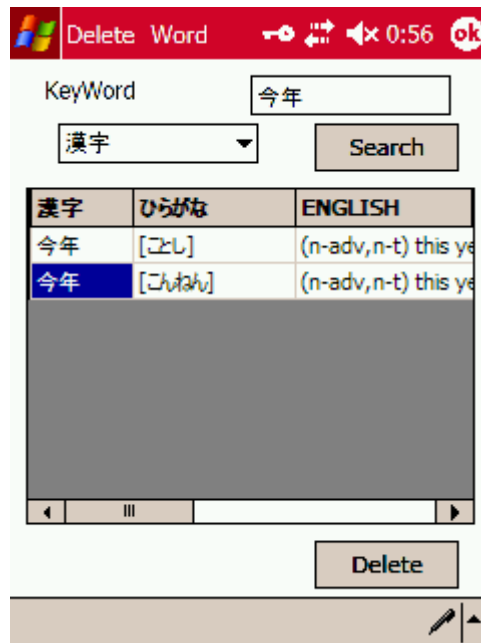 Delete Word 0:56 ok
KeyWord 今年
漢字 Search
漢字 ひらがな ENGLISH
今年 [ことし] (n-adv,n-t) this ye
今年 [こんねん] (n-adv,n-t) this ye
Delete